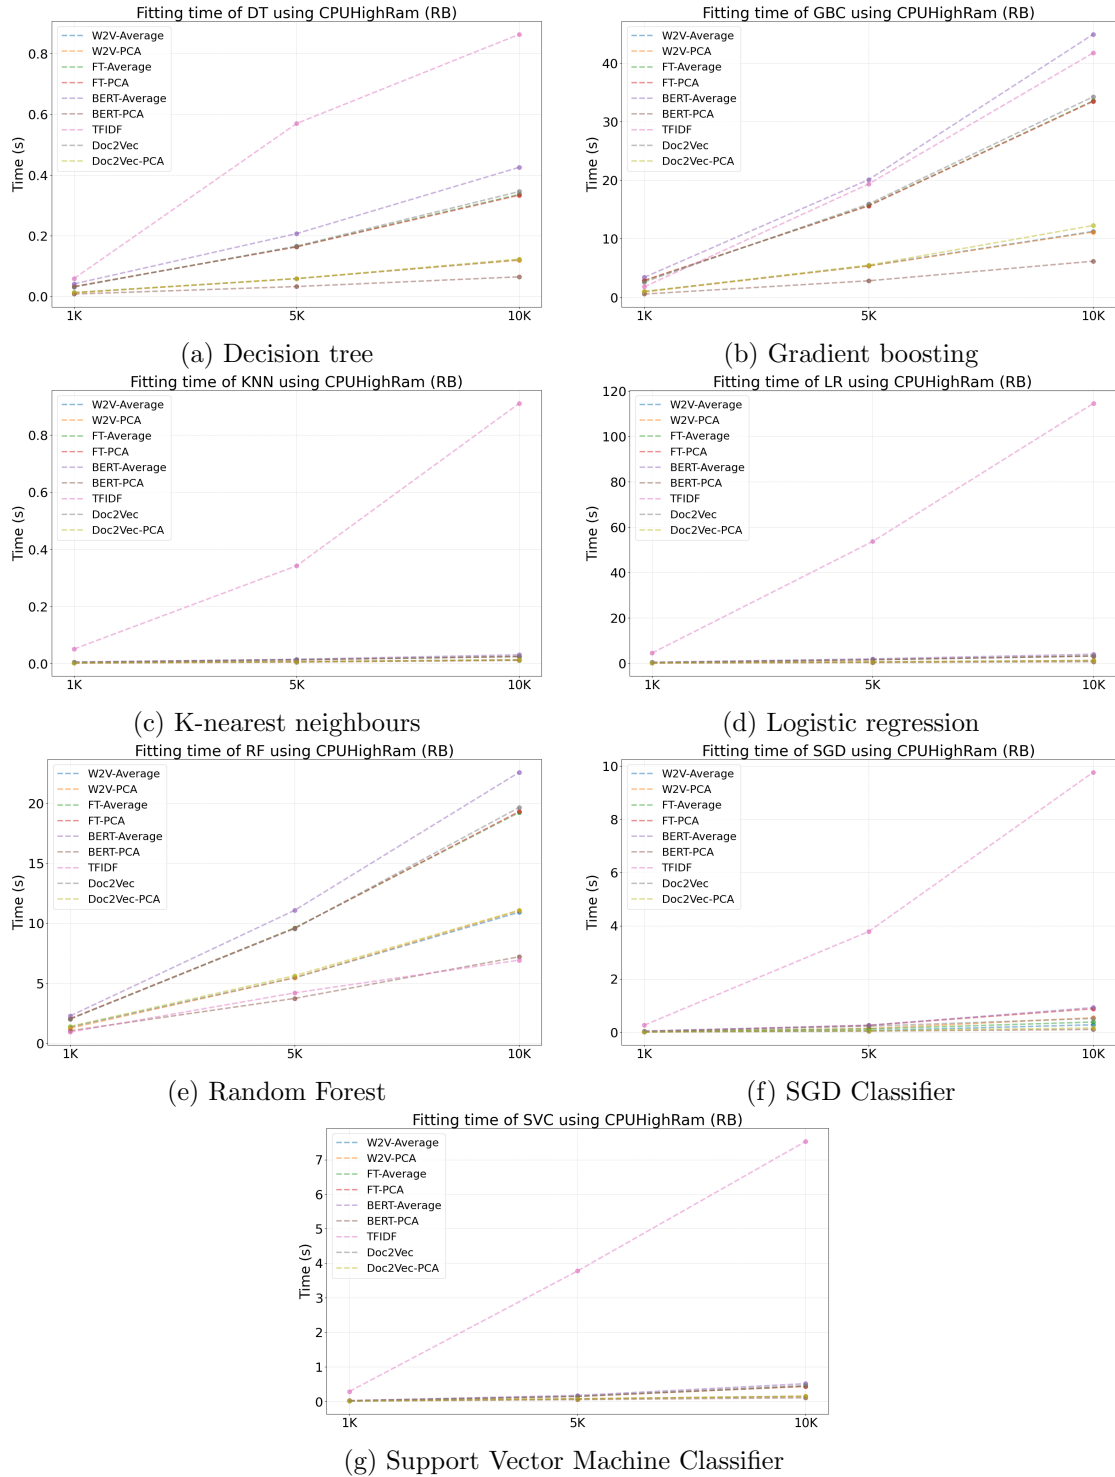 Fitting time of DT using CPUHighRam (RB)
Time (s)
0.8
0.6
0.4
0.2
0.0
W2V-Average
W2V-PCA
FT-Average
FT-PCA
BERT-Average
BERT-PCA
TFIDF
Doc2Vec
Doc2Vec-PCA
1K 5K 10K
(a) Decision tree
Fitting time of GBC using CPUHighRam (RB)
Time (s)
40
30
20
10
0
W2V-Average
W2V-PCA
FT-Average
FT-PCA
BERT-Average
BERT-PCA
TFIDF
Doc2Vec
Doc2Vec-PCA
1K 5K 10K
(b) Gradient boosting
Fitting time of KNN using CPUHighRam (RB)
Time (s)
0.8
0.6
0.4
0.2
0.0
W2V-Average
W2V-PCA
FT-Average
FT-PCA
BERT-Average
BERT-PCA
TFIDF
Doc2Vec
Doc2Vec-PCA
1K 5K 10K
(c) K-nearest neighbours
Fitting time of LR using CPUHighRam (RB)
Time (s)
120
100
80
60
40
20
0
W2V-Average
W2V-PCA
FT-Average
FT-PCA
BERT-Average
BERT-PCA
TFIDF
Doc2Vec
Doc2Vec-PCA
1K 5K 10K
(d) Logistic regression
Fitting time of RF using CPUHighRam (RB)
Time (s)
20
15
10
5
0
W2V-Average
W2V-PCA
FT-Average
FT-PCA
BERT-Average
BERT-PCA
TFIDF
Doc2Vec
Doc2Vec-PCA
1K 5K 10K
(e) Random Forest
Fitting time of SGD using CPUHighRam (RB)
Time (s)
10
8
6
4
2
0
W2V-Average
W2V-PCA
FT-Average
FT-PCA
BERT-Average
BERT-PCA
TFIDF
Doc2Vec
Doc2Vec-PCA
1K 5K 10K
(f) SGD Classifier
Fitting time of SVC using CPUHighRam (RB)
Time (s)
7
6
5
4
3
2
1
0
W2V-Average
W2V-PCA
FT-Average
FT-PCA
BERT-Average
BERT-PCA
TFIDF
Doc2Vec
Doc2Vec-PCA
1K 5K 10K
(g) Support Vector Machine Classifier